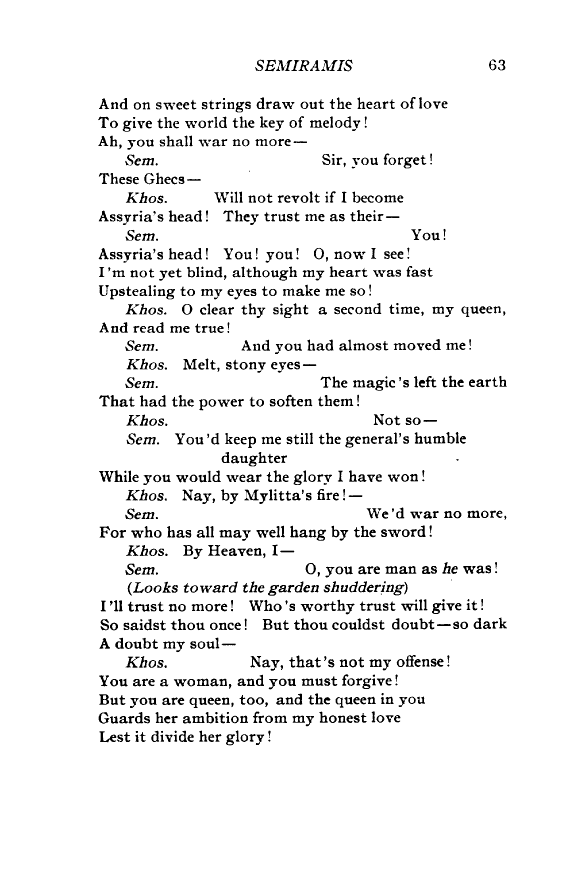 SEMIRAMIS 63
And on sweet strings draw out the heart of love
To give the world the key of melody!
Ah, you shall war no more—
Sem. Sir, you forget!
These Ghecs—
Khos. Will not revolt if I become
Assyria's head! They trust me as their—
Sem. You!
Assyria's head! You! you! O, now I see!
I'm not yet blind, although my heart was fast
Upstealing to my eyes to make me so!
Khos. O clear thy sight a second time, my queen,
And read me true!
Sem. And you had almost moved me!
Khos. Melt, stony eyes—
Sem. The magic's left the earth
That had the power to soften them!
Khos. Not so—
Sem. You'd keep me still the general's humble
daughter
While you would wear the glory I have won!
Khos. Nay, by Mylitta's fire!—
Sem. We'd war no more,
For who has all may well hang by the sword!
Khos. By Heaven, I—
Sem. O, you are man as he was!
(Looks toward the garden shuddering)
I'll trust no more! Who's worthy trust will give it!
So saidst thou once! But thou couldst doubt—so dark
A doubt my soul—
Khos. Nay, that's not my offense!
You are a woman, and you must forgive!
But you are queen, too, and the queen in you
Guards her ambition from my honest love
Lest it divide her glory!